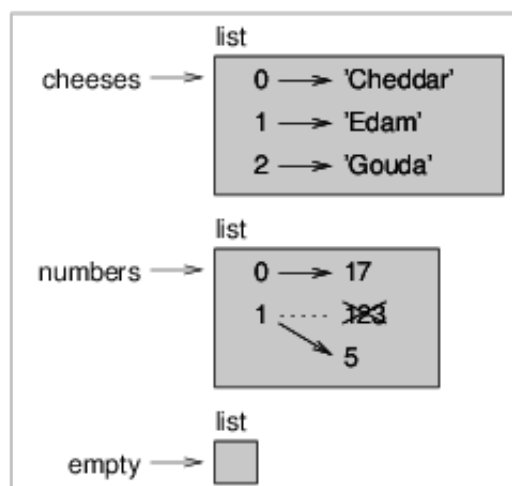 list
cheeses
0 'Cheddar'
1 'Edam'
2 'Gouda'
list
numbers
0 17
1 123
5
list
empty